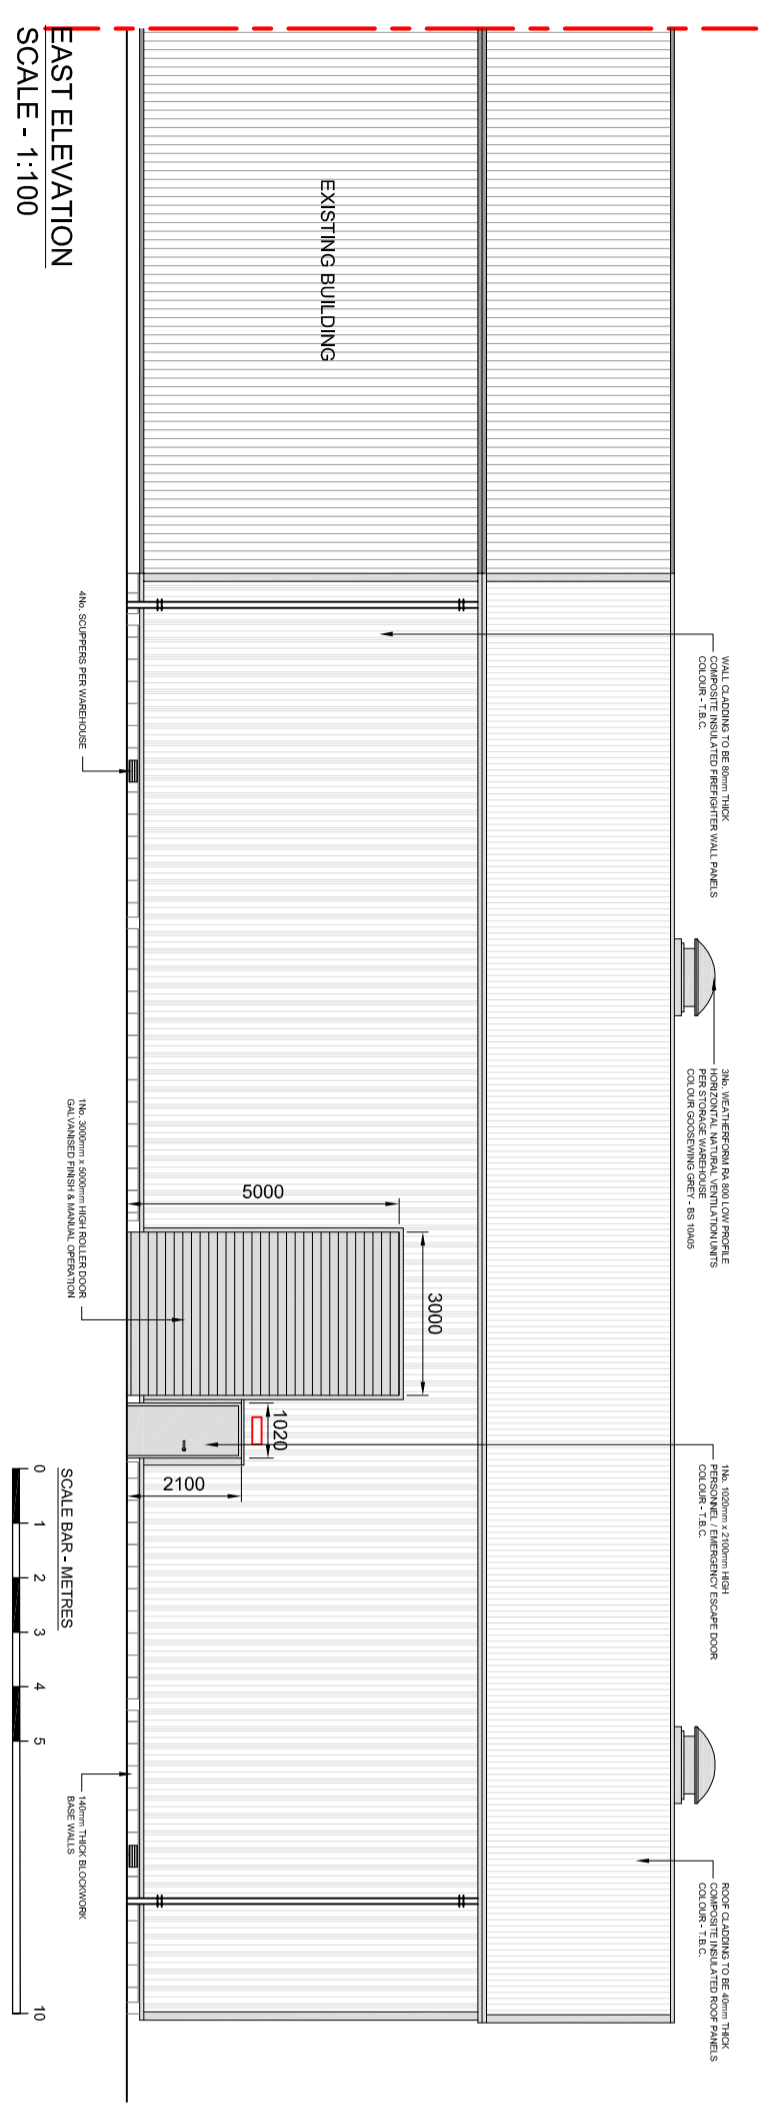 WALL CLADDING TO BE 80mm THICK
COMPOSITE INSULATED FIREFIGHTER WALL PANELS
COLOUR - T.B.C.
3No. WEATHERFORM RA 800 LOW PROFILE
HORIZONTAL NATURAL VENTILATION UNITS
PER STORAGE WAREHOUSE
COLOUR GOOSEWING GREY - BS 10A05
1No. 1020mm x 2100mm HIGH
PERSONNEL / EMERGENCY ESCAPE DOOR
COLOUR - T.B.C.
ROOF CLADDING TO BE 40mm THICK
COMPOSITE INSULATED ROOF PANELS
COLOUR - T.B.C.
EXISTING BUILDING
3000
5000
1020
2100
4No. SCUPPERS PER WAREHOUSE
1No. 3000mm x 5000mm HIGH ROLLER DOOR
GALVANISED FINISH & MANUAL OPERATION
140mm THICK BLOCKWORK
BASE WALLS
EAST ELEVATION
SCALE - 1:100
SCALE BAR - METRES
0 1 2 3 4 5 10